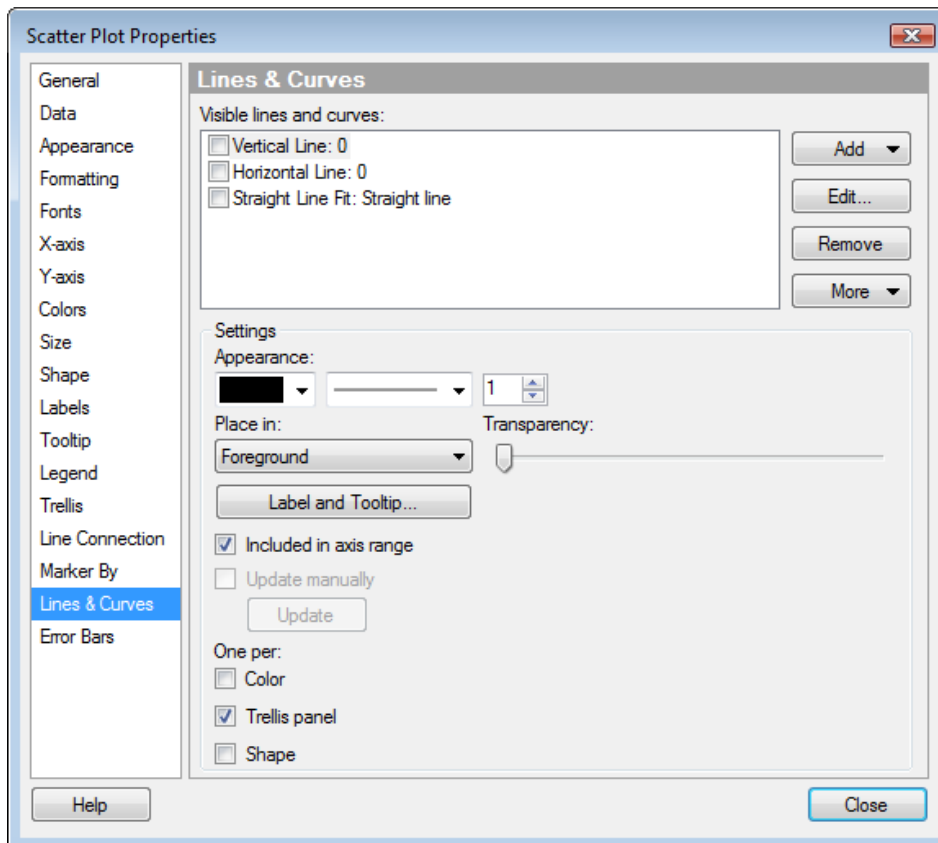 Scatter Plot Properties
General
Data
Appearance
Formatting
Fonts
X-axis
Y-axis
Colors
Size
Shape
Labels
Tooltip
Legend
Trellis
Line Connection
Marker By
Lines & Curves
Error Bars
Lines & Curves
Visible lines and curves:
Vertical Line: 0
Horizontal Line: 0
Straight Line Fit: Straight line
Add
Edit...
Remove
More
Settings
Appearance:
1
Place in:
Transparency:
Foreground
Label and Tooltip...
Included in axis range
Update manually
Update
One per:
Color
Trellis panel
Shape
Help
Close